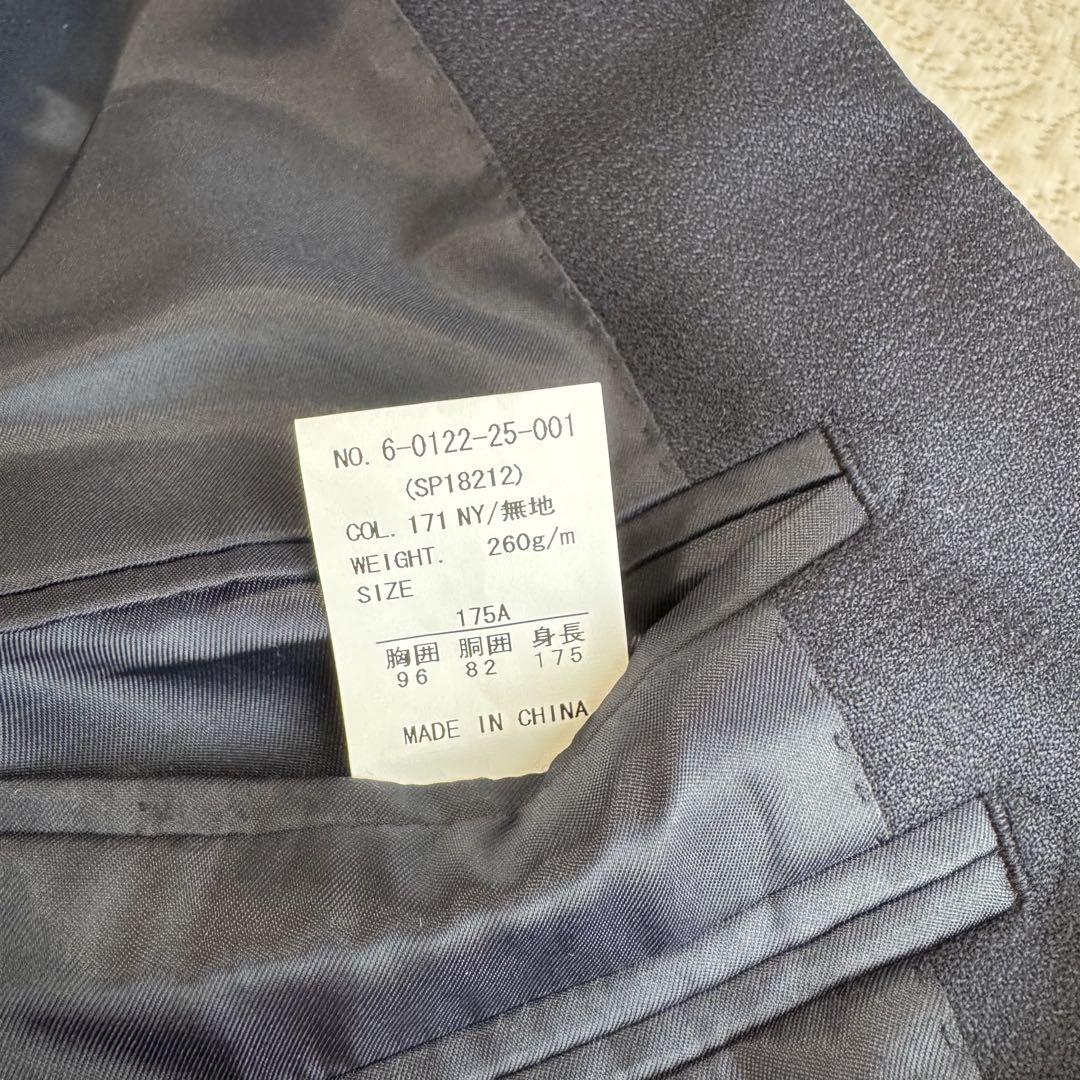 NO. 6-0122-25-001
(SP18212)
COL. 171 NY/無地
WEIGHT. 260g/m
SIZE
175A
胸囲 胴囲 身長
96 82 175
MADE IN CHINA